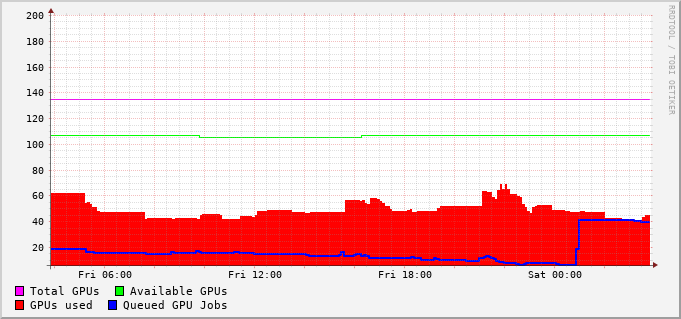 200
180
160
140
120
100
80
60
40
20
Fri 06:00 Fri 12:00 Fri 18:00 Sat 00:00
Total GPUs Available GPUs
GPUs used Queued GPU Jobs
RRDTOOL / TOBI OETIKER